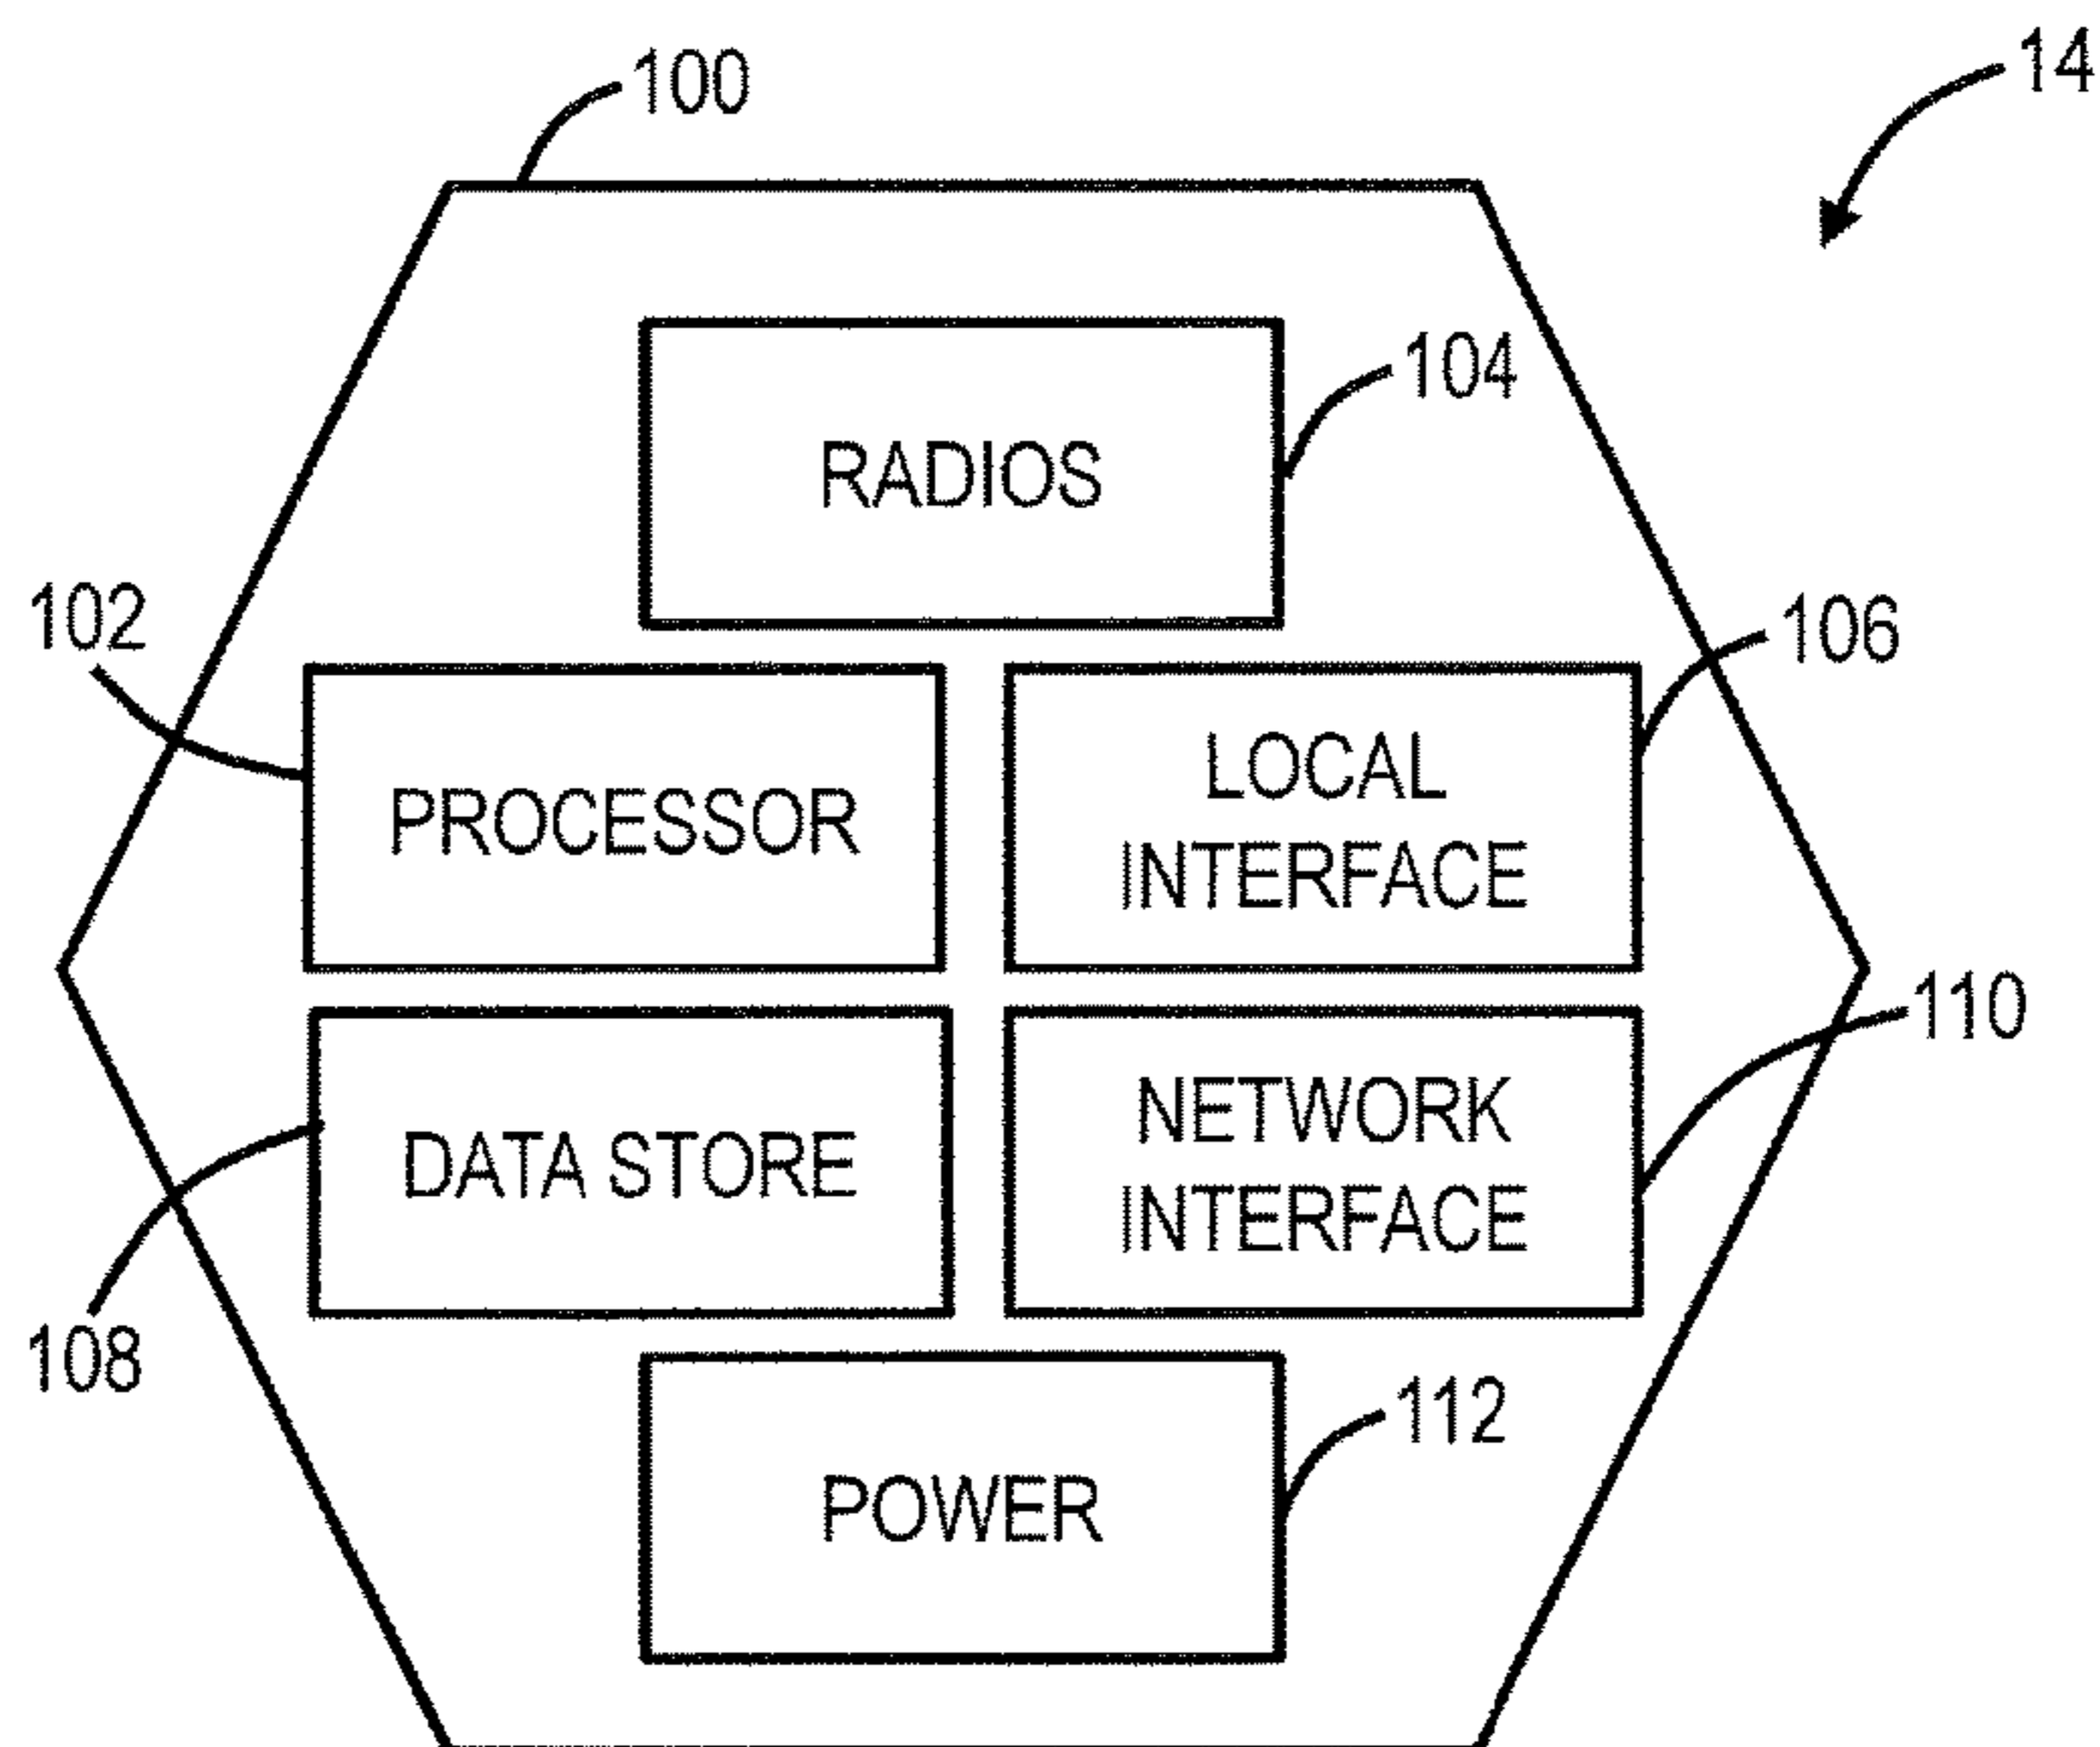 100
14
RADIOS
104
102
106
PROCESSOR
LOCAL
INTERFACE
110
DATA STORE
NETWORK
INTERFACE
108
POWER
112